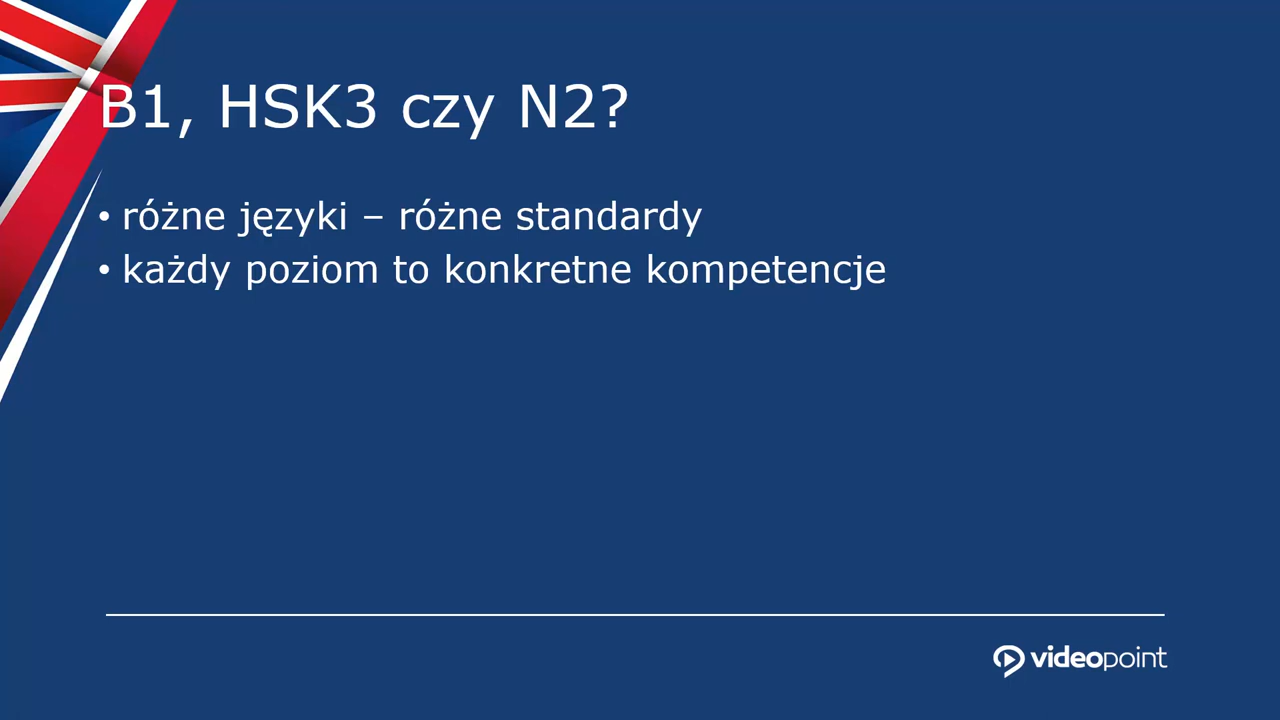 B1, HSK3 czy N2?
• różne języki – różne standardy
• każdy poziom to konkretne kompetencje
videopoint